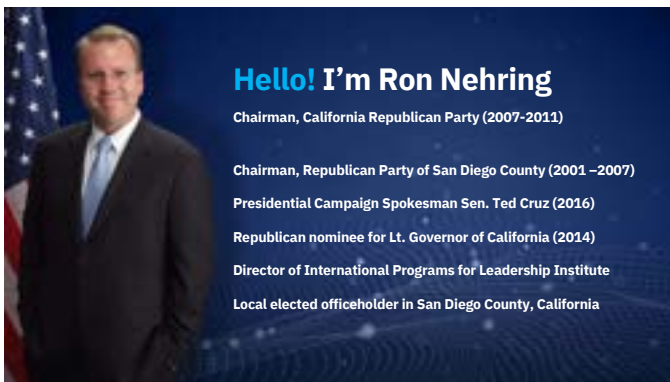 Hello! I'm Ron Nehring
Chairman, California Republican Party (2007-2011)
Chairman, Republican Party of San Diego County (2001 –2007)
Presidential Campaign Spokesman Sen. Ted Cruz (2016)
Republican nominee for Lt. Governor of California (2014)
Director of International Programs for Leadership Institute
Local elected officeholder in San Diego County, California